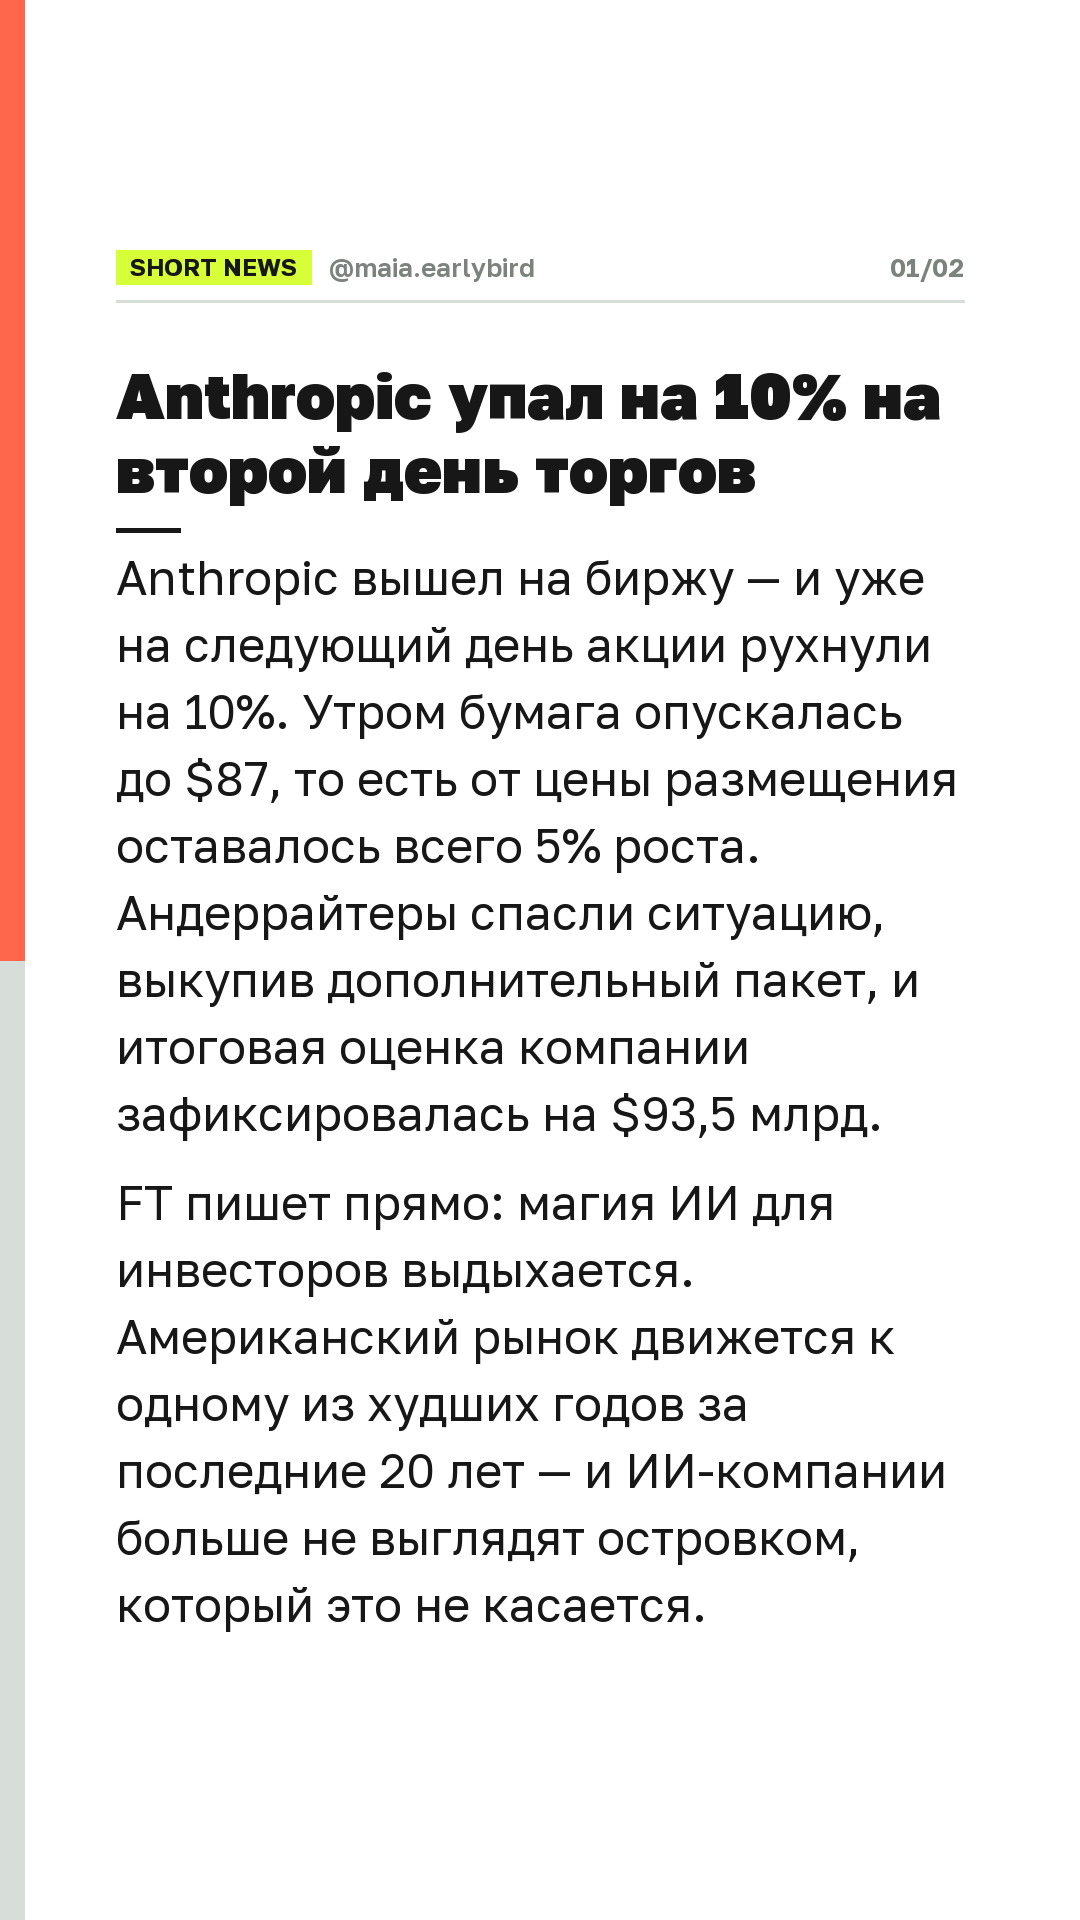 SHORT NEWS @maia.earlybird 01/02
Anthropic упал на 10% на
второй день торгов
Anthropic вышел на биржу — и уже
на следующий день акции рухнули
на 10%. Утром бумага опускалась
до $87, то есть от цены размещения
оставалось всего 5% роста.
Андеррайтеры спасли ситуацию,
выкупив дополнительный пакет, и
итоговая оценка компании
зафиксировалась на $93,5 млрд.
FT пишет прямо: магия ИИ для
инвесторов выдыхается.
Американский рынок движется к
одному из худших годов за
последние 20 лет — и ИИ-компании
больше не выглядят островком,
который это не касается.